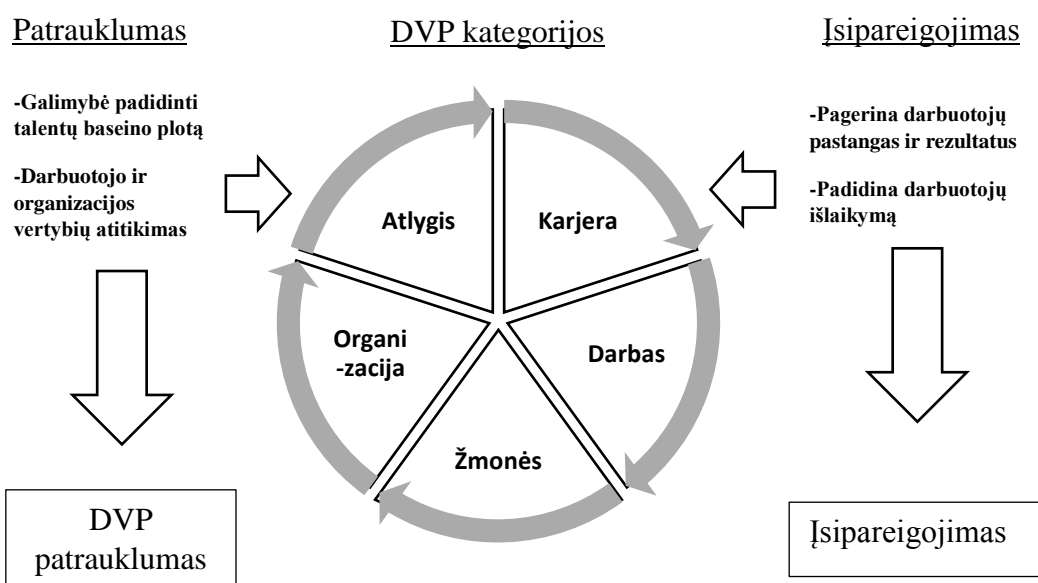 Patrauklumas
-Galimybė padidinti
talentų baseino plotą
-Darbuotojo ir
organizacijos
vertybių atitikimas
DVP
patrauklumas
DVP kategorijos
Atlygis
Karjera
Organi
-zacija
Darbas
Žmonės
Įsipareigojimas
-Pagerina darbuotojų
pastangas ir rezultatus
-Padidina darbuotojų
išlaikymą
Įsipareigojimas